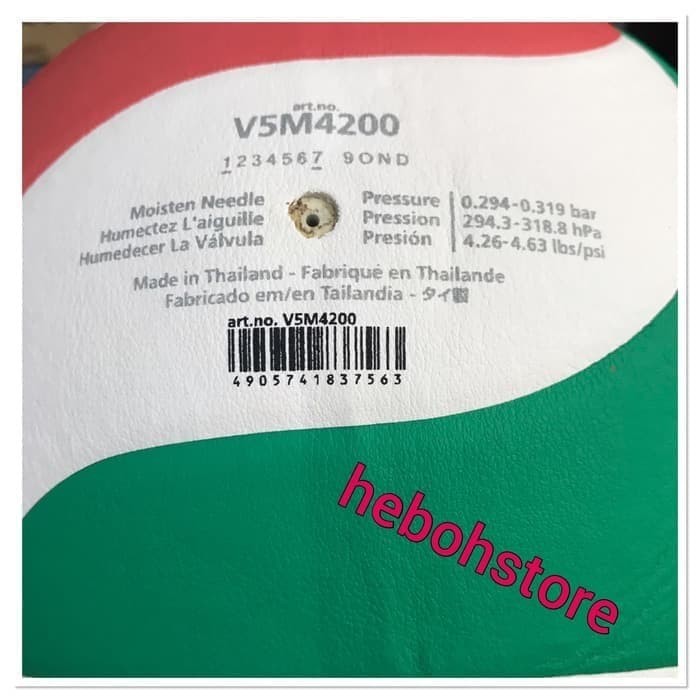 art.no.
V5M4200
1234567 9OND
Moisten Needle
Humectez L'aiguille
Humedecer La Válvula
Pressure
Pression
Presión
0.294-0.319 bar
294.3-318.8 hPa
4.26-4.63 lbs/psi
Made in Thailand - Fabriqué en Thaïlande
Fabricado em/en Tailandia - タイ製
art.no. V5M4200
4905741837563
hebohstore